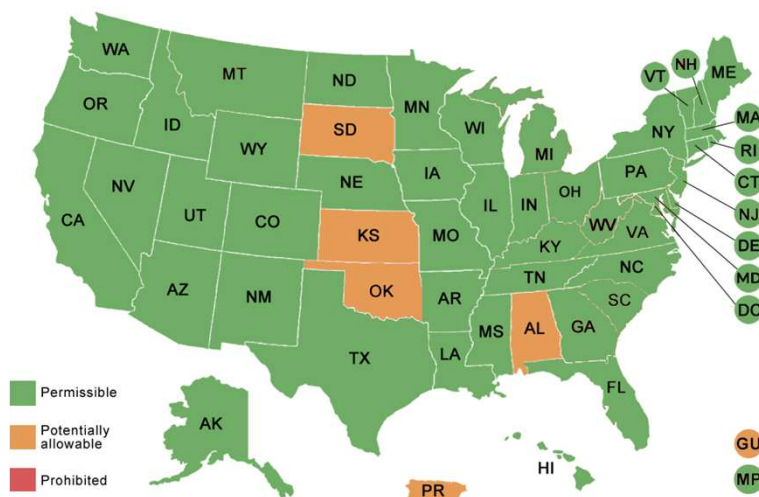 WA
MT
ND
MN
VT
NH
ME
OR
ID
SD
WI
NY
MA
WY
MI
RI
NV
NE
IA
PA
CT
CA
UT
CO
IL
IN
OH
NJ
KS
MO
WV
VA
DE
KY
MD
AZ
NM
OK
AR
TN
NC
DC
SC
TX
MS
AL
GA
LA
FL
Permissible
AK
Potentially
allowable
HI
GU
Prohibited
PR
MP